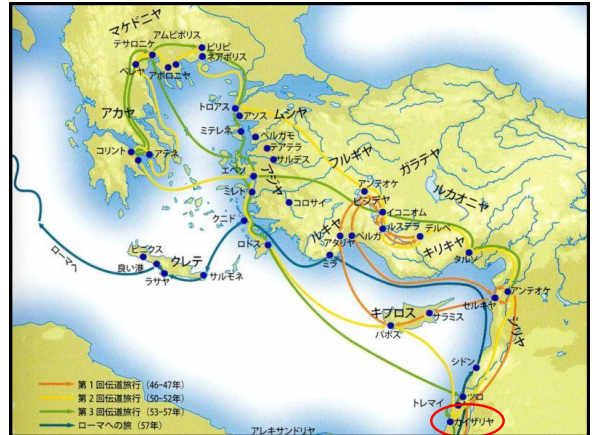 マケドニヤ
アムピポリス
テサロニケ
ピリピ
ネアポリス
ベレヤ
アポロニヤ
トロアス
アソス
ムシヤ
アカヤ
ミテレネ
ペルガモ
テアテラ
サルデス
フルギヤ
ガラテヤ
コリント
アテネ
エペソ
アジヤ
アンテオケ
ピシデヤ
ルカオニヤ
イコニオム
ミレト
コロサイ
ルステラ
デルベ
クニド
ルキヤ
アタリヤ
ペルガ
キリキヤ
タルソ
ロドス
ミラ
ローマへ
ピニクス
クレテ
良い港
ラサヤ
サルモネ
セルキヤ
アンテオケ
シリヤ
キプロス
サラミス
パポス
シドン
ツロ
トレマイ
カイザリヤ
アレキサンドリヤ
第1回伝道旅行(46-47年)
第2回伝道旅行(50-52年)
第3回伝道旅行(53-57年)
ローマへの旅(57年)